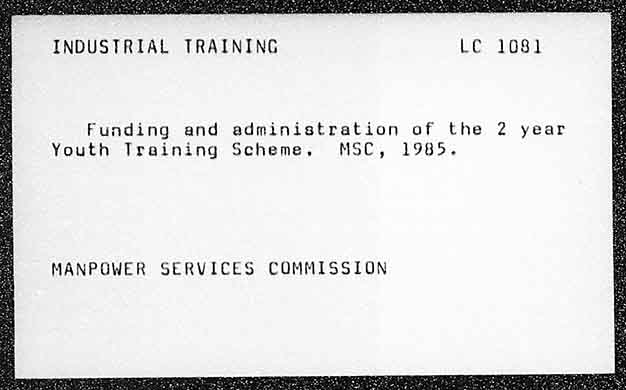 INDUSTRIAL TRAINING LC 1081
Funding and administration of the 2 year
Youth Training Scheme. MSC, 1985.
MANPOWER SERVICES COMMISSION